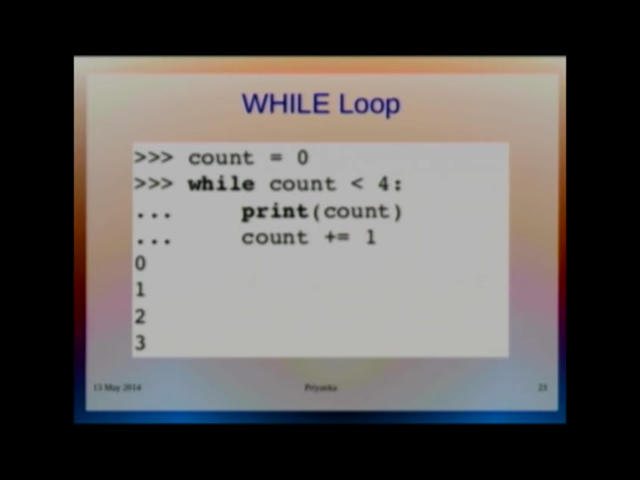 WHILE Loop
>>> count = 0
>>> while count < 4:
...     print(count)
...     count += 1
0
1
2
3
13 May 2014 Priyanka 23